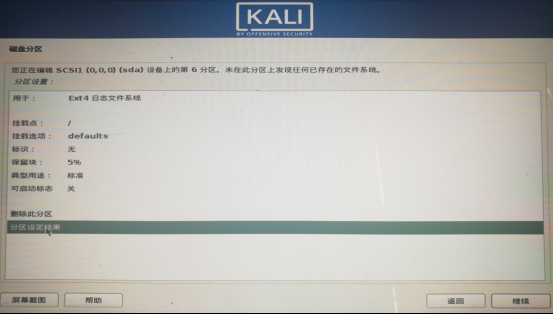 KALI
BY OFFENSIVE SECURITY
磁盘分区
您正在编辑 SCSI1 (0,0,0) (sda) 设备上的第 6 分区。未在此分区上发现任何已存在的文件系统。
分区设置：
用于： Ext4 日志文件系统
挂载点： /
挂载选项： defaults
标识： 无
保留块： 5%
典型用途： 标准
可启动标志 关
删除此分区
分区设定结束
屏幕截图 帮助 返回 继续